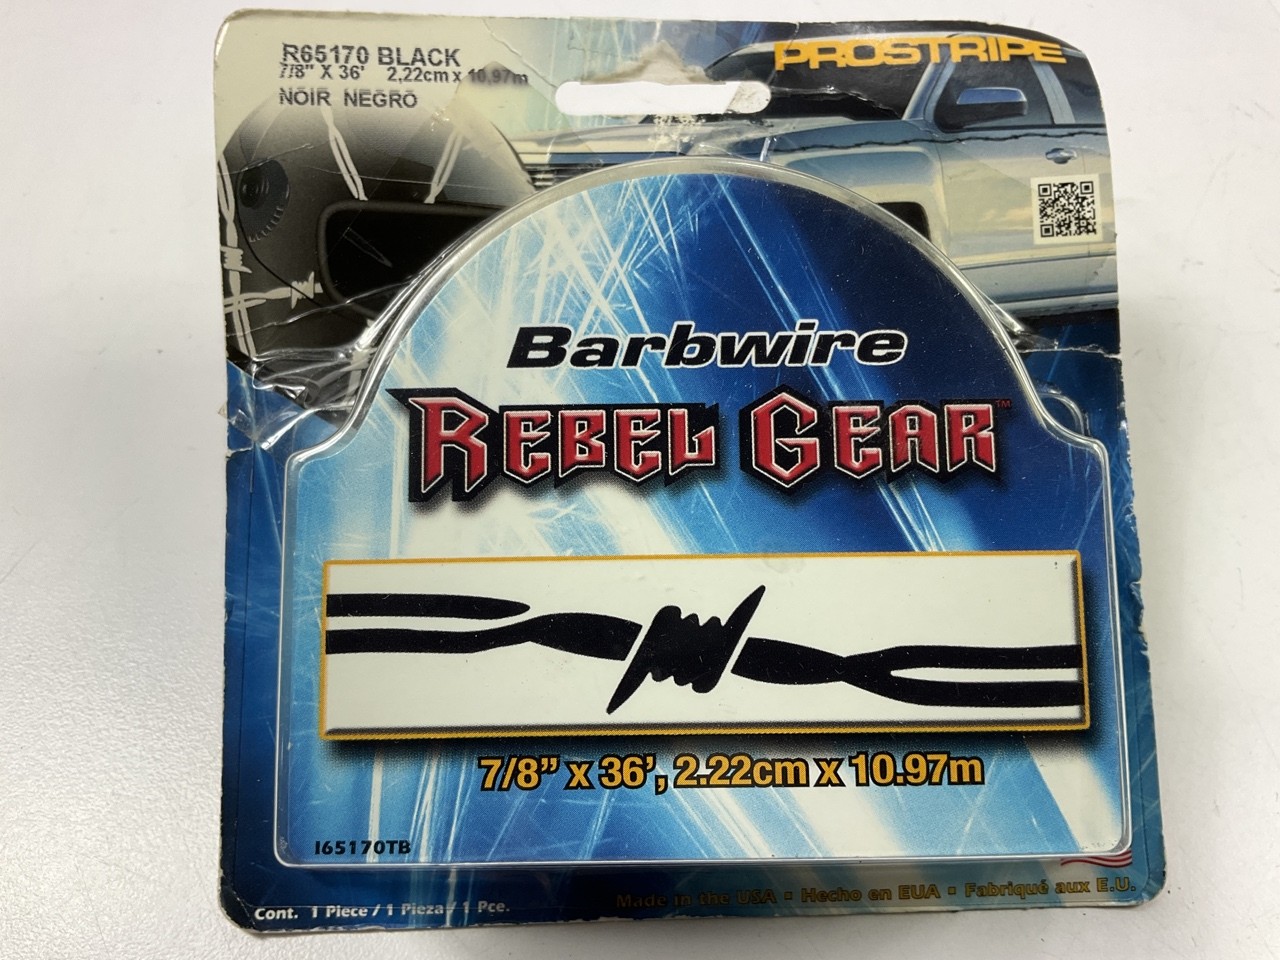 R65170 BLACK
7/8" X 36' 2,22cm x 10,97m
NOIR NEGRO
PROSTRIPE
Barbwire
REBEL GEAR™
7/8” x 36’, 2.22cm x 10.97m
I65170TB
Made in the USA ▪ Hecho en EUA ▪ Fabriqué aux E.U.
Cont. 1 Piece / 1 Pieza / 1 Pce.